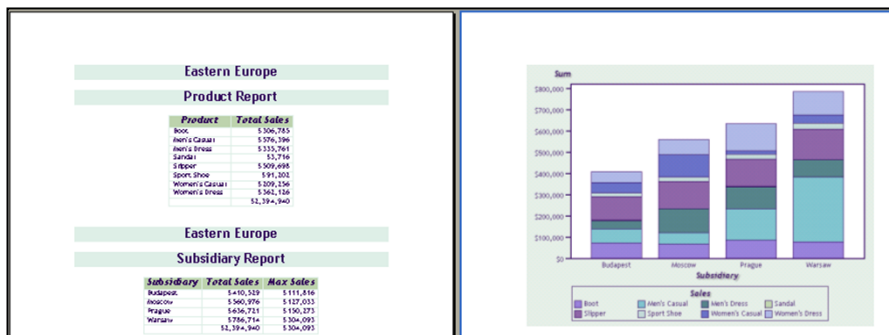 Eastern Europe
Product Report
Product Total Sales
Boot $306,785
Men's Casual $576,396
Men's Dress $335,761
Sandal $3,716
Slipper $509,698
Sport Shoe $91,202
Women's Casual $209,256
Women's Dress $362,126
$2,394,940
Eastern Europe
Subsidiary Report
Subsidiary Total Sales Max Sales
Budapest $410,529 $111,816
Moscow $560,976 $127,033
Prague $636,721 $150,273
Warsaw $786,714 $304,093
$2,394,940 $304,093
Sum
$800,000
$700,000
$600,000
$500,000
$400,000
$300,000
$200,000
$100,000
$0
Budapest Moscow Prague Warsaw
Subsidiary
Sales
Boot Men's Casual Men's Dress Sandal
Slipper Sport Shoe Women's Casual Women's Dress